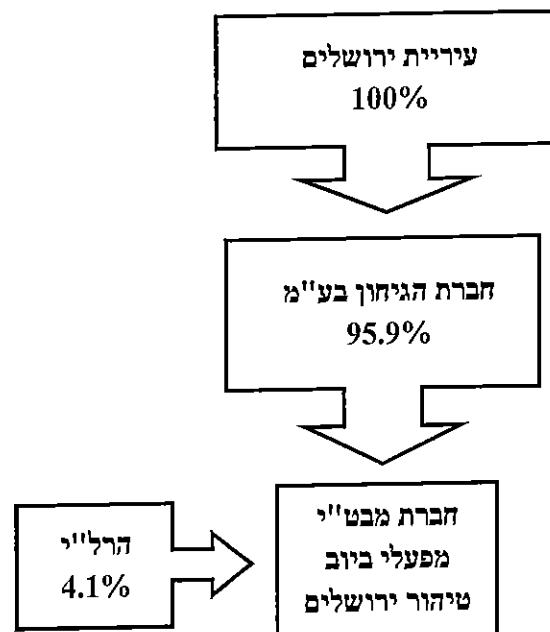 עיריית ירושלים
100%
חברת הגיחון בע"מ
95.9%
הרל"י
4.1%
חברת מבט"י
מפעלי ביוב
טיהור ירושלים